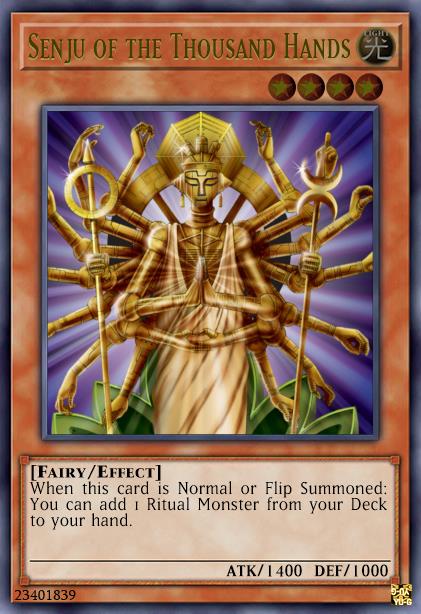 Senju of the Thousand Hands
LIGHT
光
[Fairy/Effect]
When this card is Normal or Flip Summoned:
You can add 1 Ritual Monster from your Deck
to your hand.
ATK/1400 DEF/1000
23401839